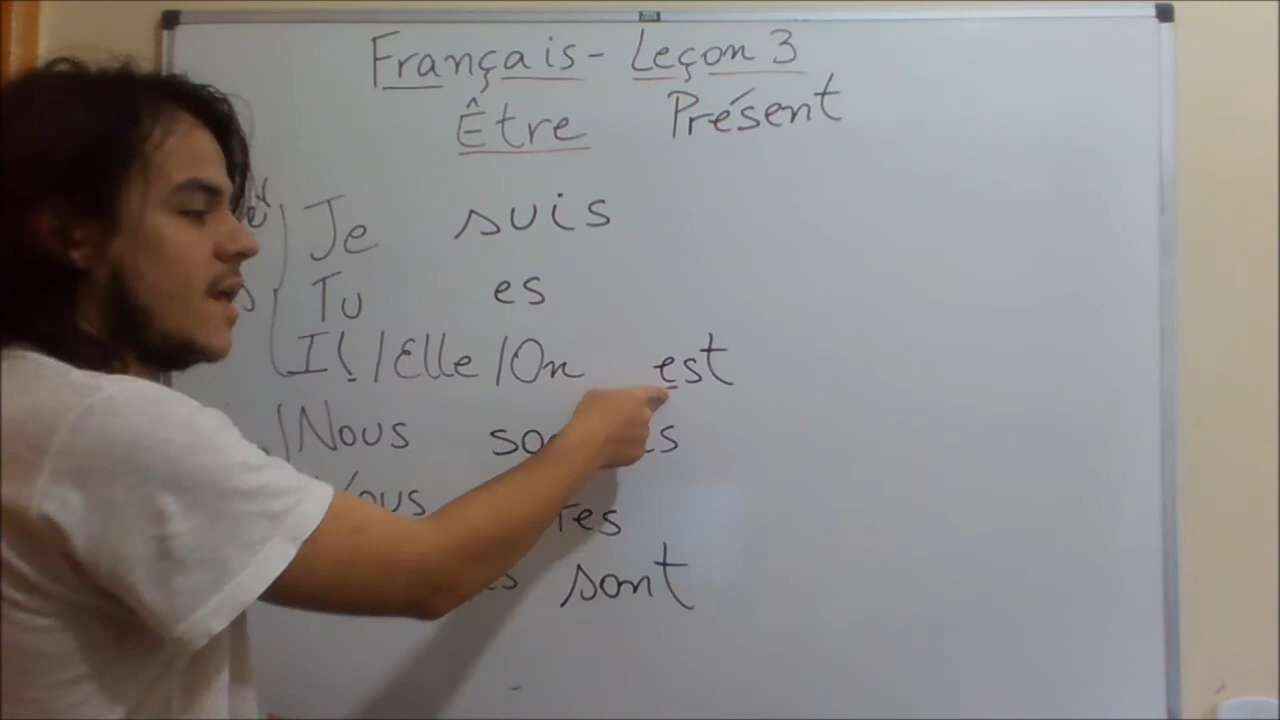 Français - Leçon 3
Être Présent
Je suis
Tu es
Il / Elle / On est
Nous
sont